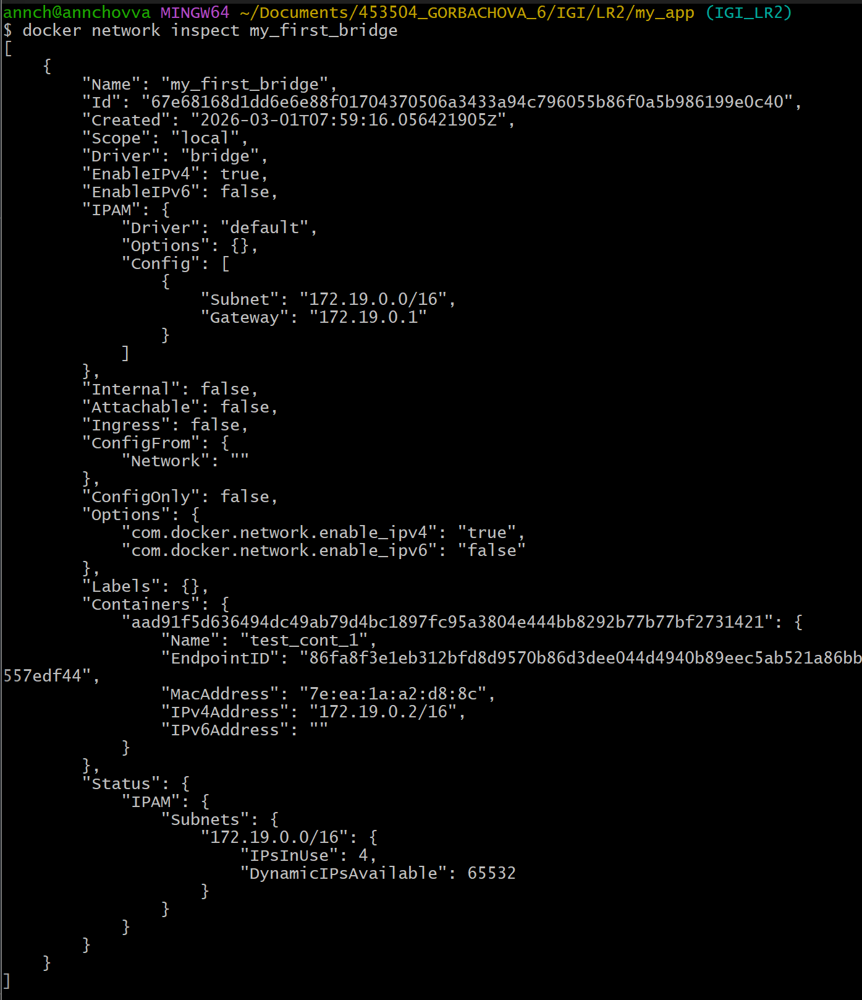 annch@annchovva MINGW64 ~/Documents/453504_GORBACHOVA_6/IGI/LR2/my_app (IGI_LR2)
$ docker network inspect my_first_bridge
[
    {
        "Name": "my_first_bridge",
        "Id": "67e68168d1dd6e6e88f01704370506a3433a94c796055b86f0a5b986199e0c40",
        "Created": "2026-03-01T07:59:16.056421905Z",
        "Scope": "local",
        "Driver": "bridge",
        "EnableIPv4": true,
        "EnableIPv6": false,
        "IPAM": {
            "Driver": "default",
            "Options": {},
            "Config": [
                {
                    "Subnet": "172.19.0.0/16",
                    "Gateway": "172.19.0.1"
                }
            ]
        },
        "Internal": false,
        "Attachable": false,
        "Ingress": false,
        "ConfigFrom": {
            "Network": ""
        },
        "ConfigOnly": false,
        "Options": {
            "com.docker.network.enable_ipv4": "true",
            "com.docker.network.enable_ipv6": "false"
        },
        "Labels": {},
        "Containers": {
            "aad91f5d636494dc49ab79d4bc1897fc95a3804e444bb8292b77b77bf2731421": {
                "Name": "test_cont_1",
                "EndpointID": "86fa8f3e1eb312bfd8d9570b86d3dee044d4940b89eec5ab521a86bb
557edf44",
                "MacAddress": "7e:ea:1a:a2:d8:8c",
                "IPv4Address": "172.19.0.2/16",
                "IPv6Address": ""
            }
        },
        "Status": {
            "IPAM": {
                "Subnets": {
                    "172.19.0.0/16": {
                        "IPsInUse": 4,
                        "DynamicIPsAvailable": 65532
                    }
                }
            }
        }
    }
]